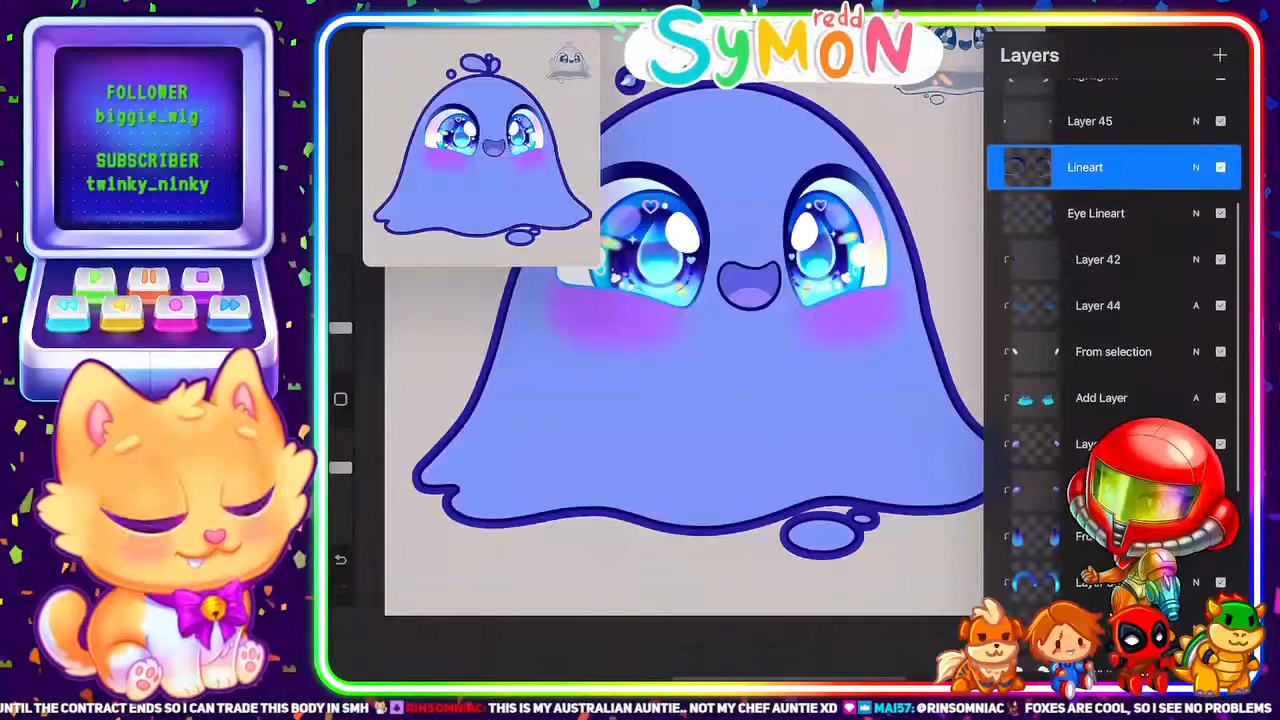 redd
SyMON
FOLLOWER
biggie_wig
SUBSCRIBER
twinky_ninky
Layers
Layer 45 N
Lineart N
Eye Lineart N
Layer 42 N
Layer 44 A
From selection N
Add Layer A
N
UNTIL THE CONTRACT ENDS SO I CAN TRADE THIS BODY IN SMH RINSOMNIAC: THIS IS MY AUSTRALIAN AUNTIE.. NOT MY CHEF AUNTIE XD MAI57: @RINSOMNIAC FOXES ARE COOL, SO I SEE NO PROBLEMS